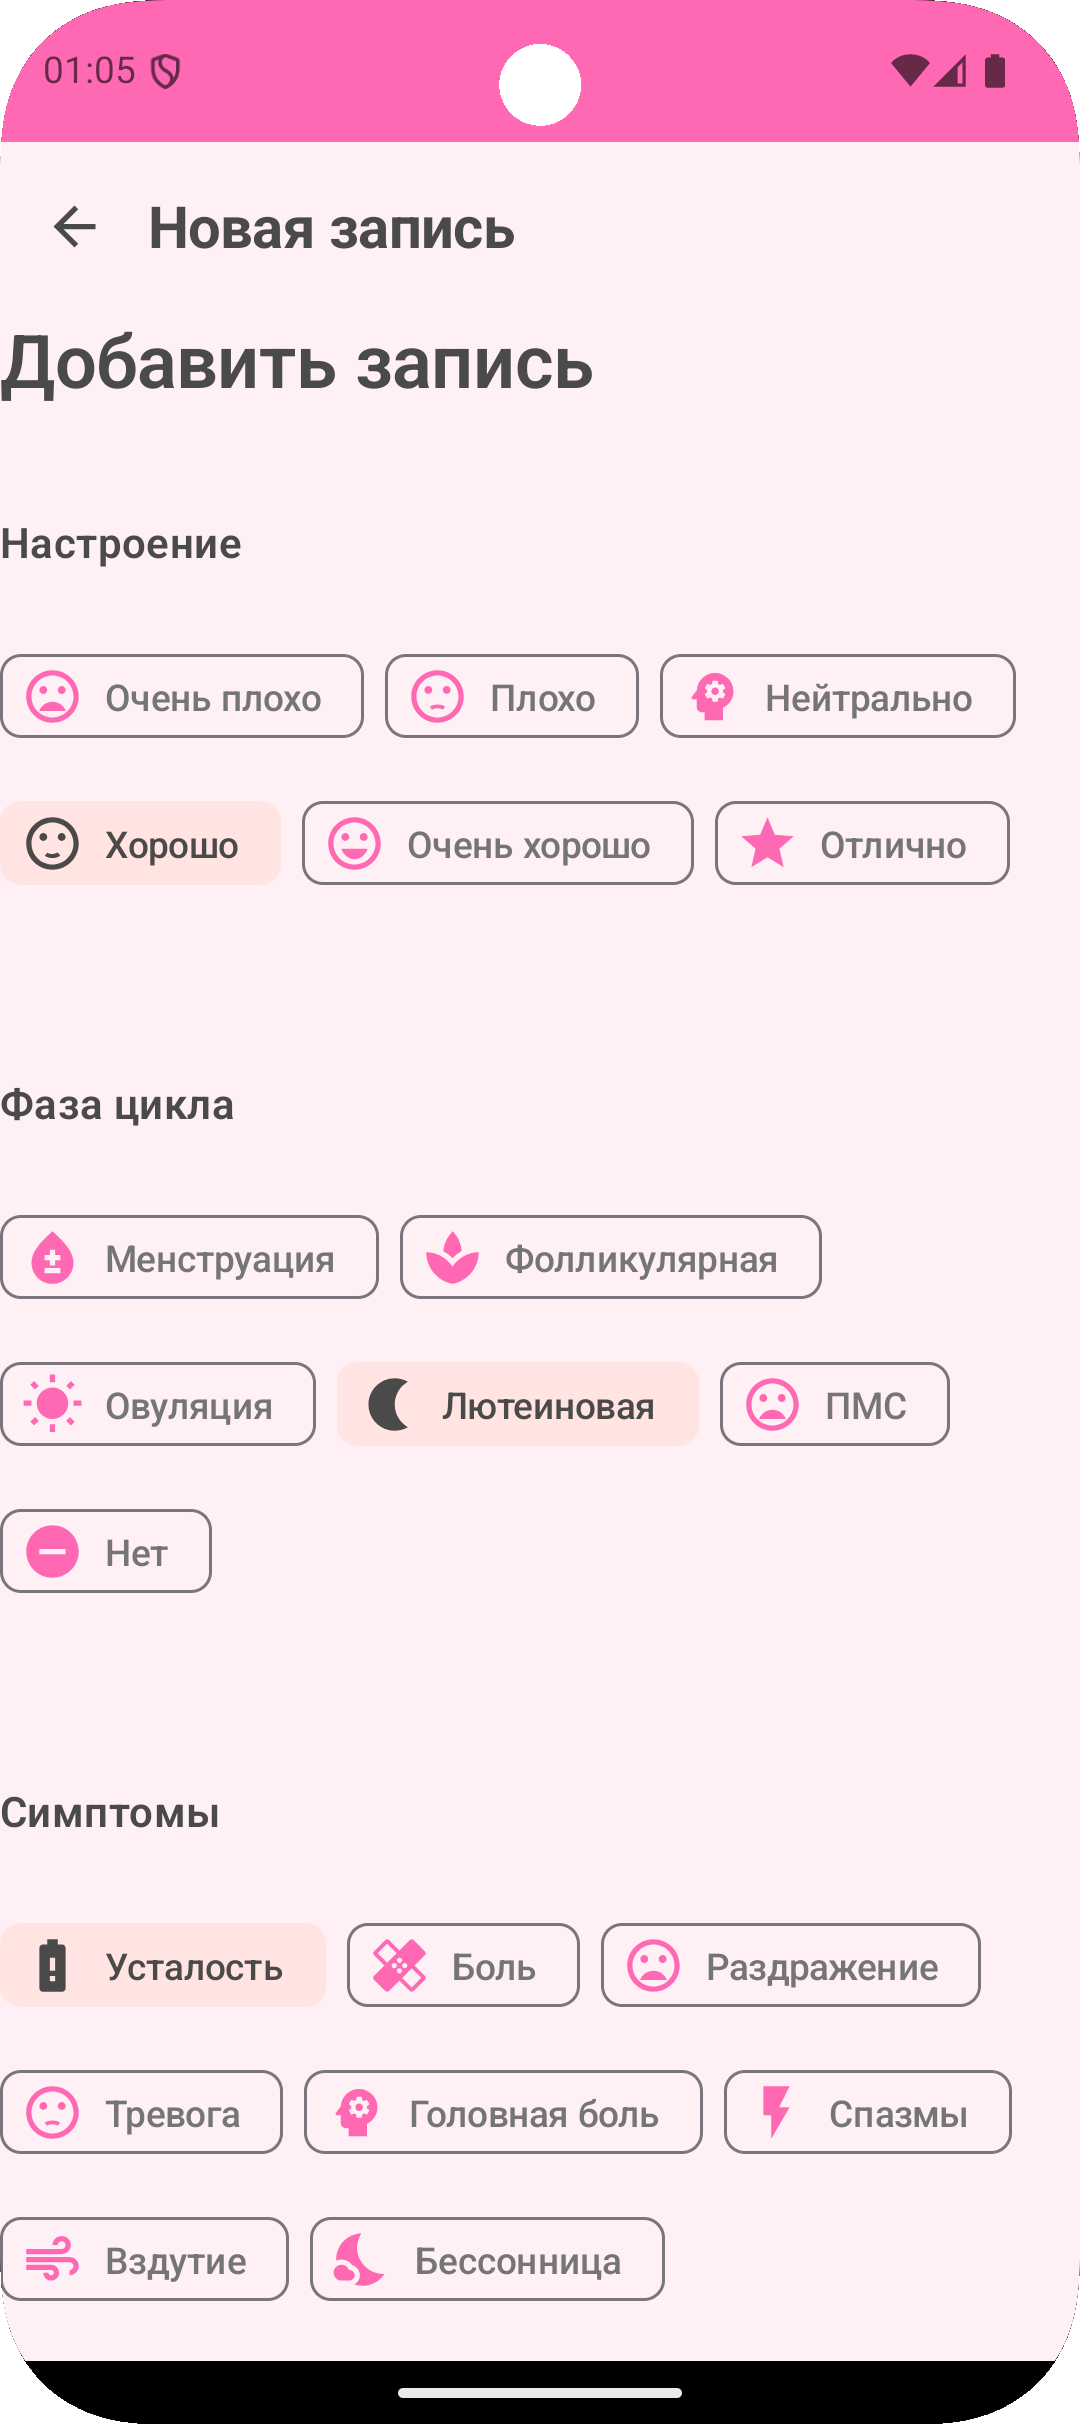 01:05
Новая запись
Добавить запись
Настроение
Очень плохо Плохо Нейтрально
Хорошо Очень хорошо Отлично
Фаза цикла
Менструация Фолликулярная
Овуляция Лютеиновая ПМС
Нет
Симптомы
Усталость Боль Раздражение
Тревога Головная боль Спазмы
Вздутие Бессонница